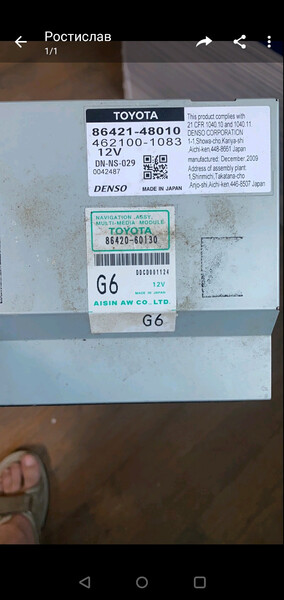 Ростислав
1/1
TOYOTA
86421-48010
462100-1083
12V
DN-NS-029
0042487
DENSO
MADE IN JAPAN
This product complies with
21 CFR 1040.10 and 1040.11.
DENSO CORPORATION
1-1,Showa-cho,Kariya-shi
Aichi-ken 448-8661 Japan
manufactured: December, 2009
Address of assembly plant:
1,Shinmichi,Takatana-cho
Anjo-shi,Aichi-ken 446-8507 Japan
NAVIGATION ASSY,
MULTI-MEDIA MODULE
TOYOTA
86420-60130
G6
12V
MADE IN JAPAN
AISIN AW CO., LTD.
G6